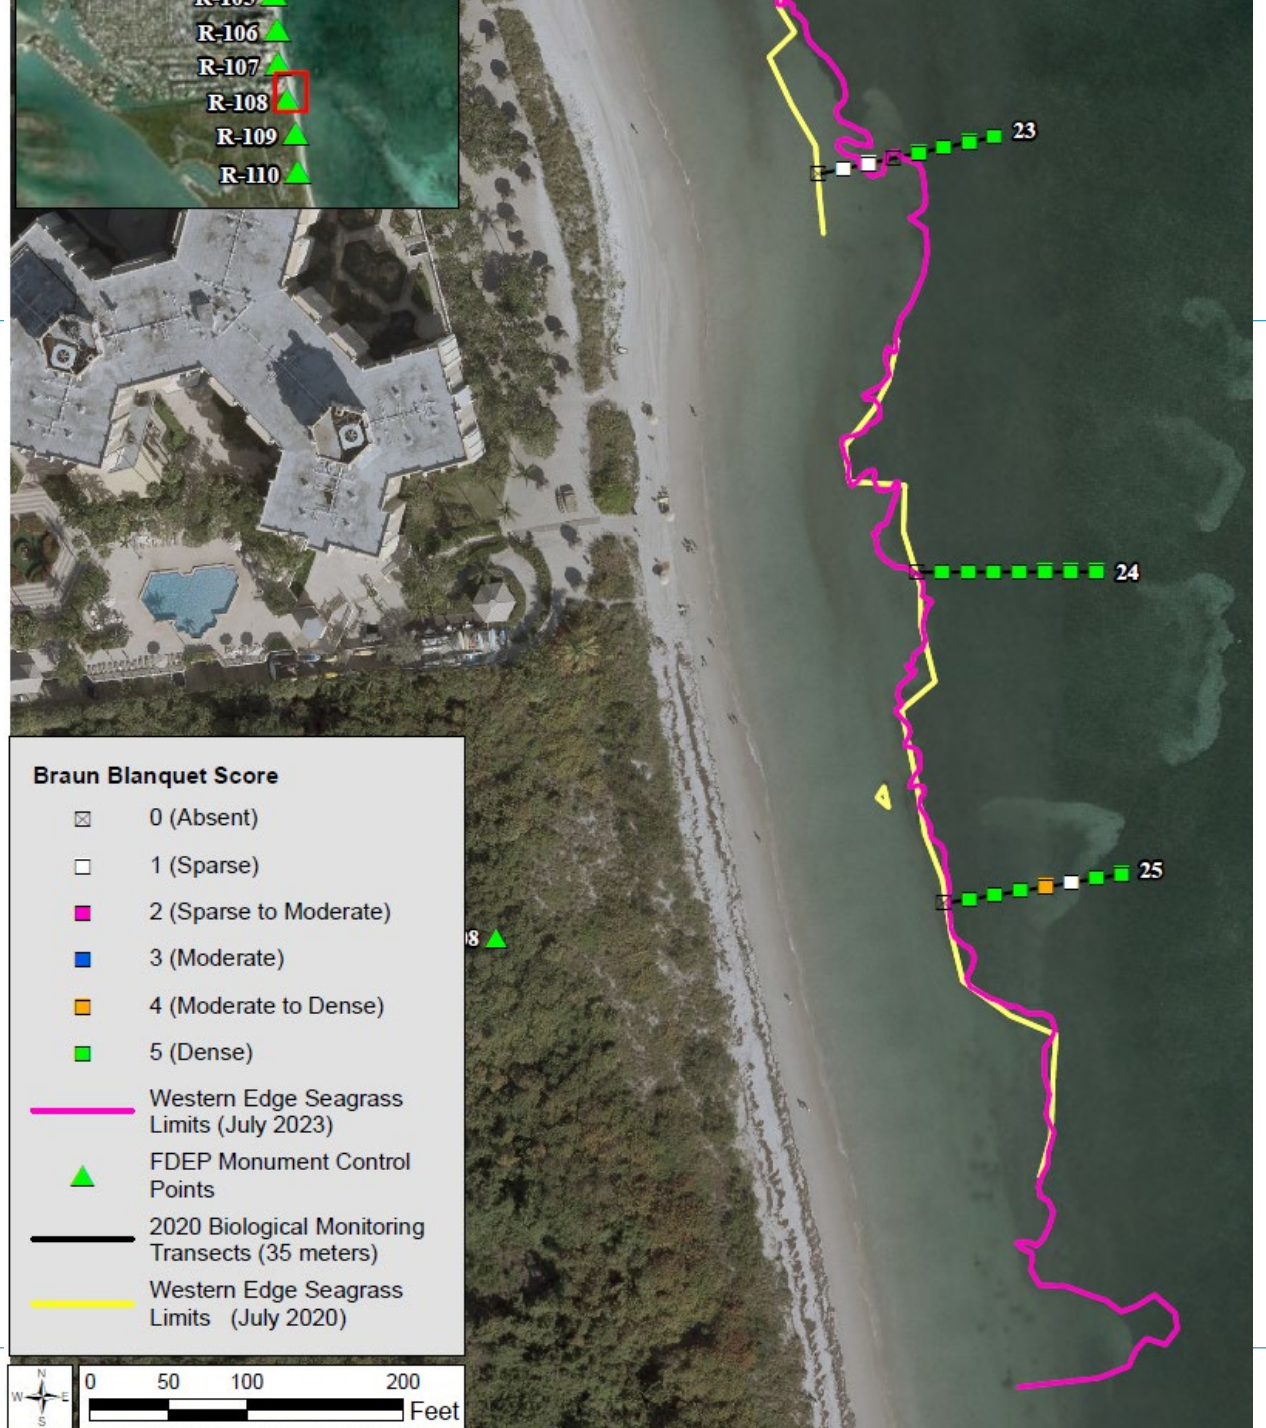 R-105
R-106
R-107
R-108
R-109
R-110
23
24
25
08
Braun Blanquet Score
0 (Absent)
1 (Sparse)
2 (Sparse to Moderate)
3 (Moderate)
4 (Moderate to Dense)
5 (Dense)
Western Edge Seagrass
Limits (July 2023)
FDEP Monument Control
Points
2020 Biological Monitoring
Transects (35 meters)
Western Edge Seagrass
Limits (July 2020)
N
W E
S
0 50 100 200
Feet